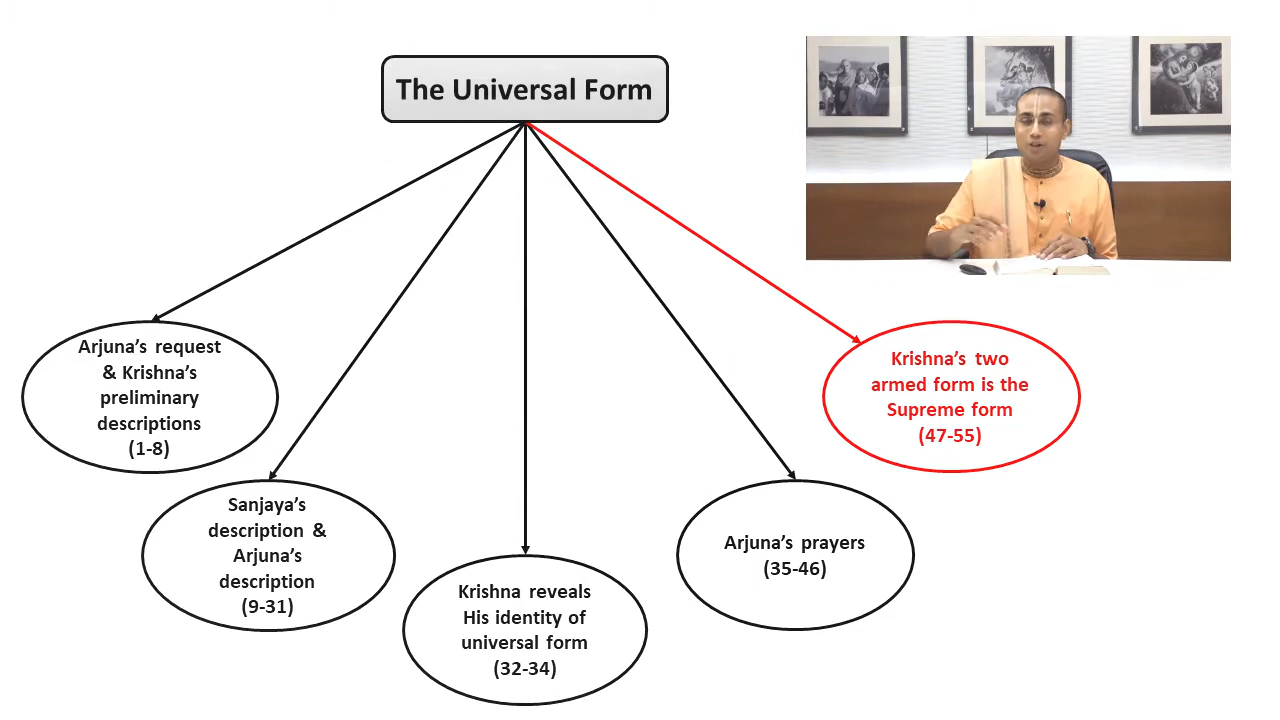 The Universal Form
Arjuna's request
& Krishna's
preliminary
descriptions
(1-8)
Sanjaya's
description &
Arjuna's
description
(9-31)
Krishna reveals
His identity of
universal form
(32-34)
Arjuna's prayers
(35-46)
Krishna's two
armed form is the
Supreme form
(47-55)